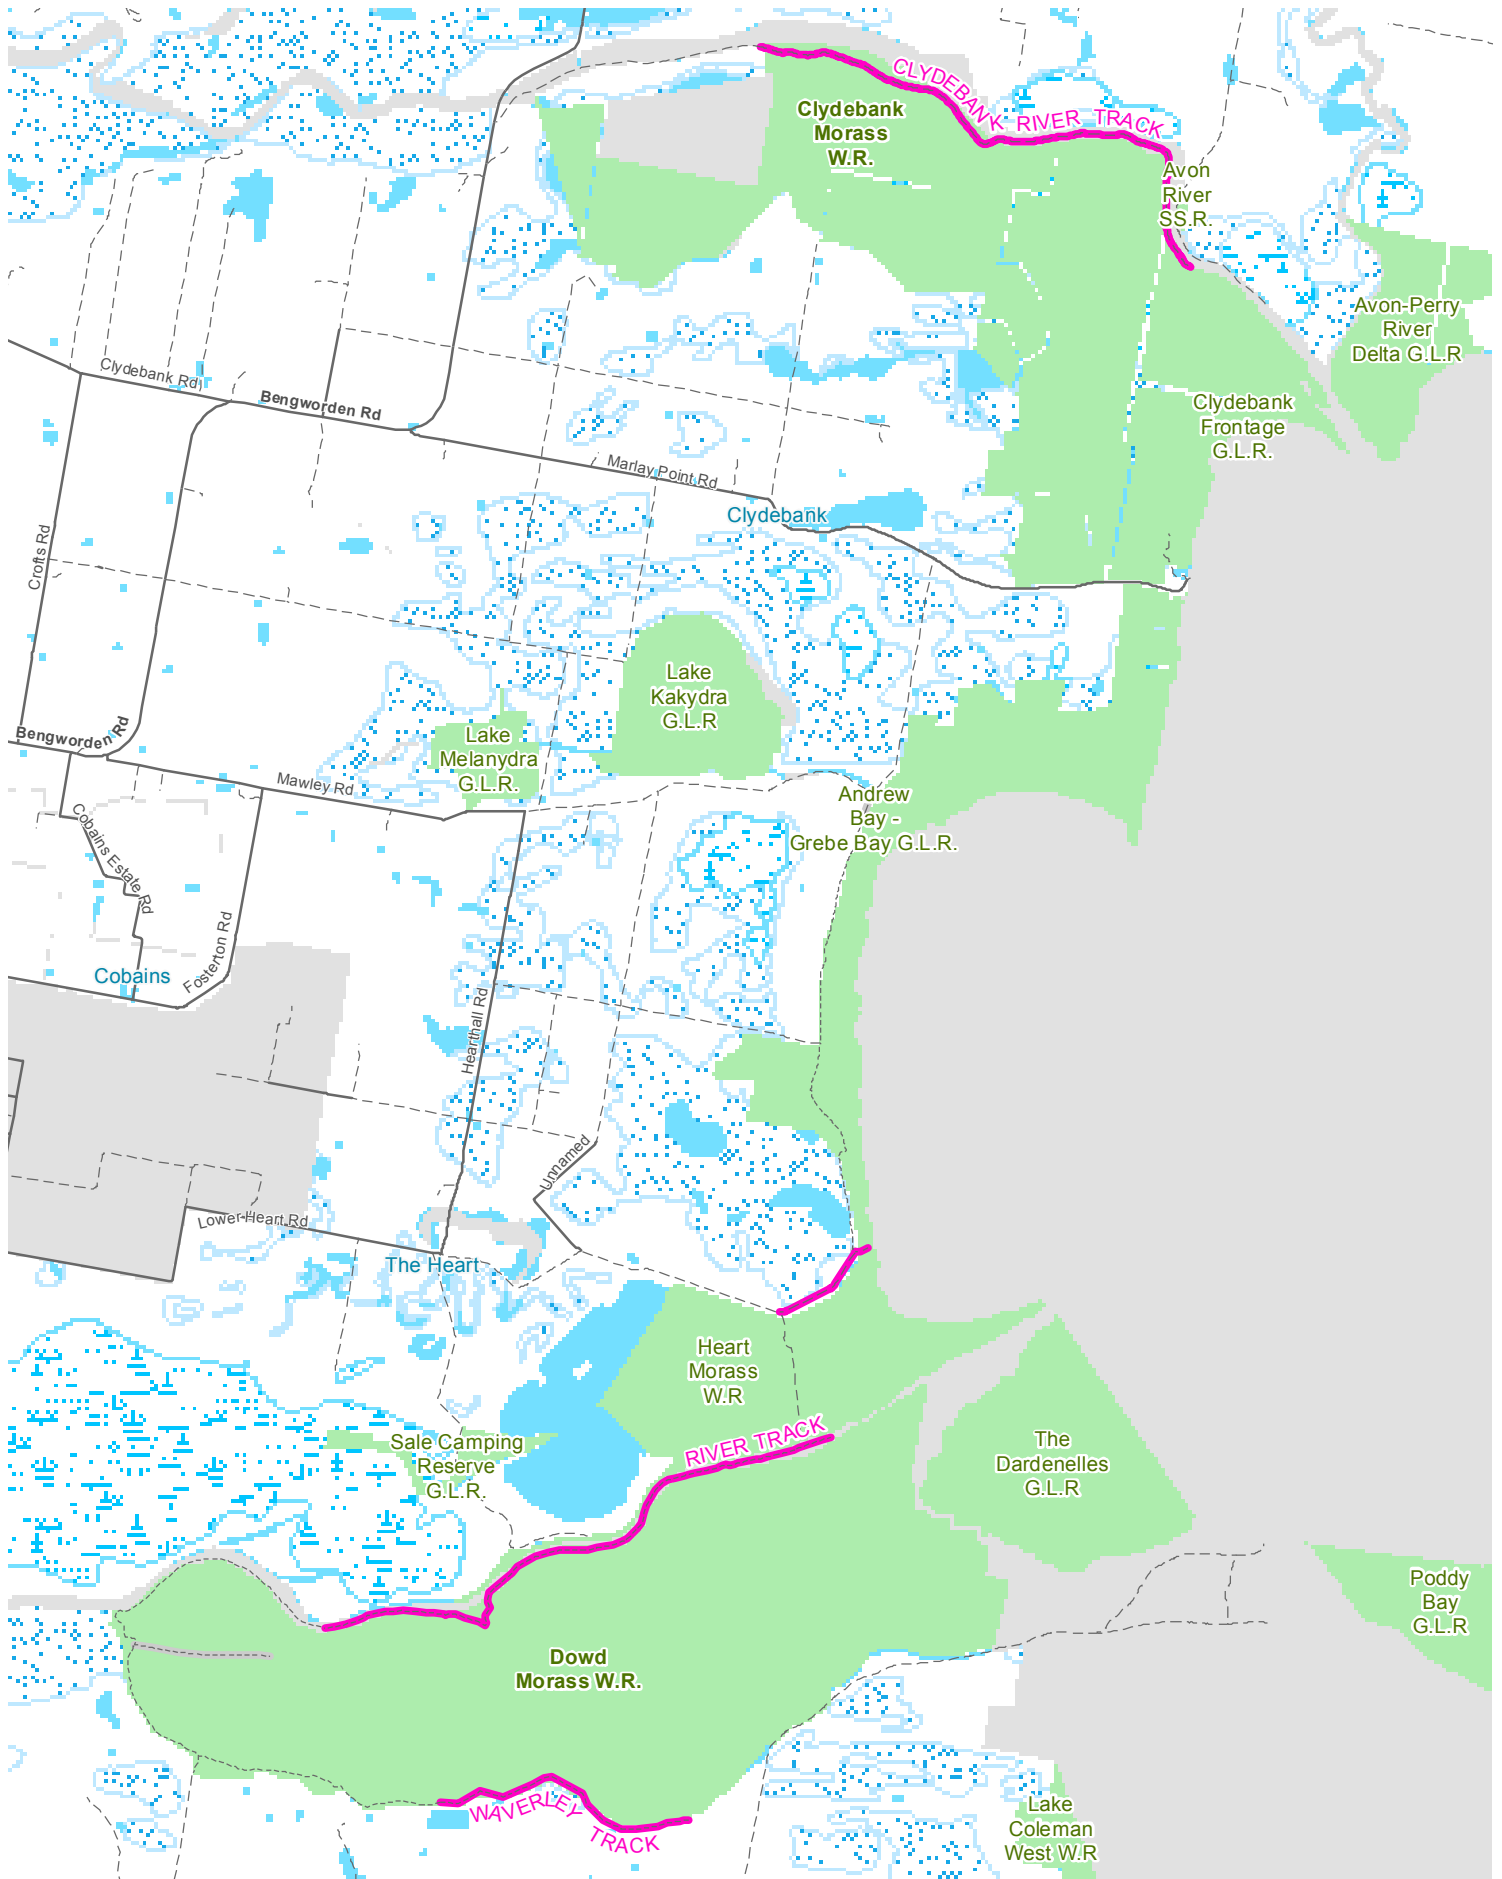 CLYDEBANK RIVER TRACK
Clydebank
Morass
W.R.
Avon
River
SS.R.
Avon-Perry
River
Delta G.L.R
Clydebank Rd
Bengworden Rd
Clydebank
Frontage
G.L.R.
Marlay Point Rd
Clydebank
Crofts Rd
Lake
Kakydra
G.L.R
Bengworden Rd
Lake
Melanydra
G.L.R.
Mawley Rd
Andrew
Bay -
Grebe Bay G.L.R.
Cobains Estate Rd
Fosterton Rd
Cobains
Hearthall Rd
Unnamed
Lower Heart Rd
The Heart
Heart
Morass
W.R
RIVER TRACK
Sale Camping
Reserve
G.L.R.
The
Dardenelles
G.L.R
Poddy
Bay
G.L.R
Dowd
Morass W.R.
WAVERLEY
TRACK
Lake
Coleman
West W.R